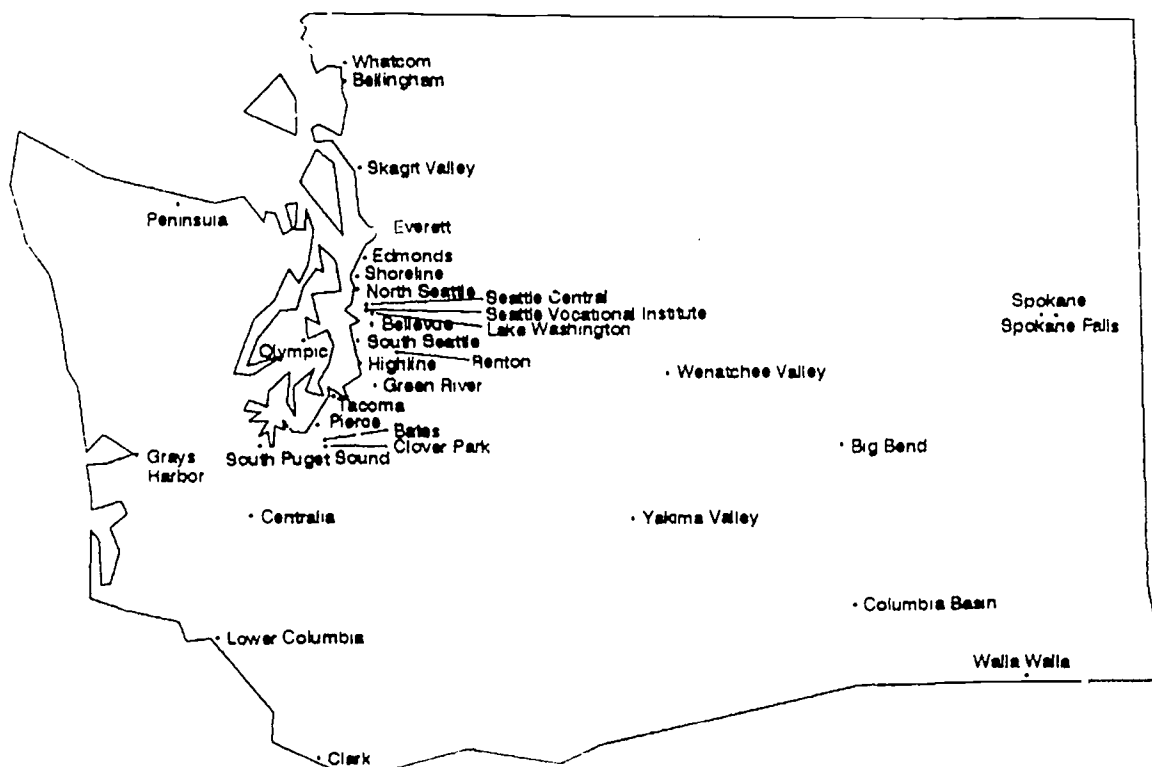 Whatcom
Bellingham
Skagit Valley
Peninsula
Everett
Edmonds
Shoreline
North Seattle
Seattle Central
Seattle Vocational Institute
Lake Washington
Bellevue
Spokane
Spokane Falls
South Seattle
Olympic
Highline
Renton
Wenatchee Valley
Green River
Tacoma
Pierce
Bates
Clover Park
South Puget Sound
Grays
Harbor
Big Bend
Centralia
Yakima Valley
Columbia Basin
Lower Columbia
Walla Walla
Clark